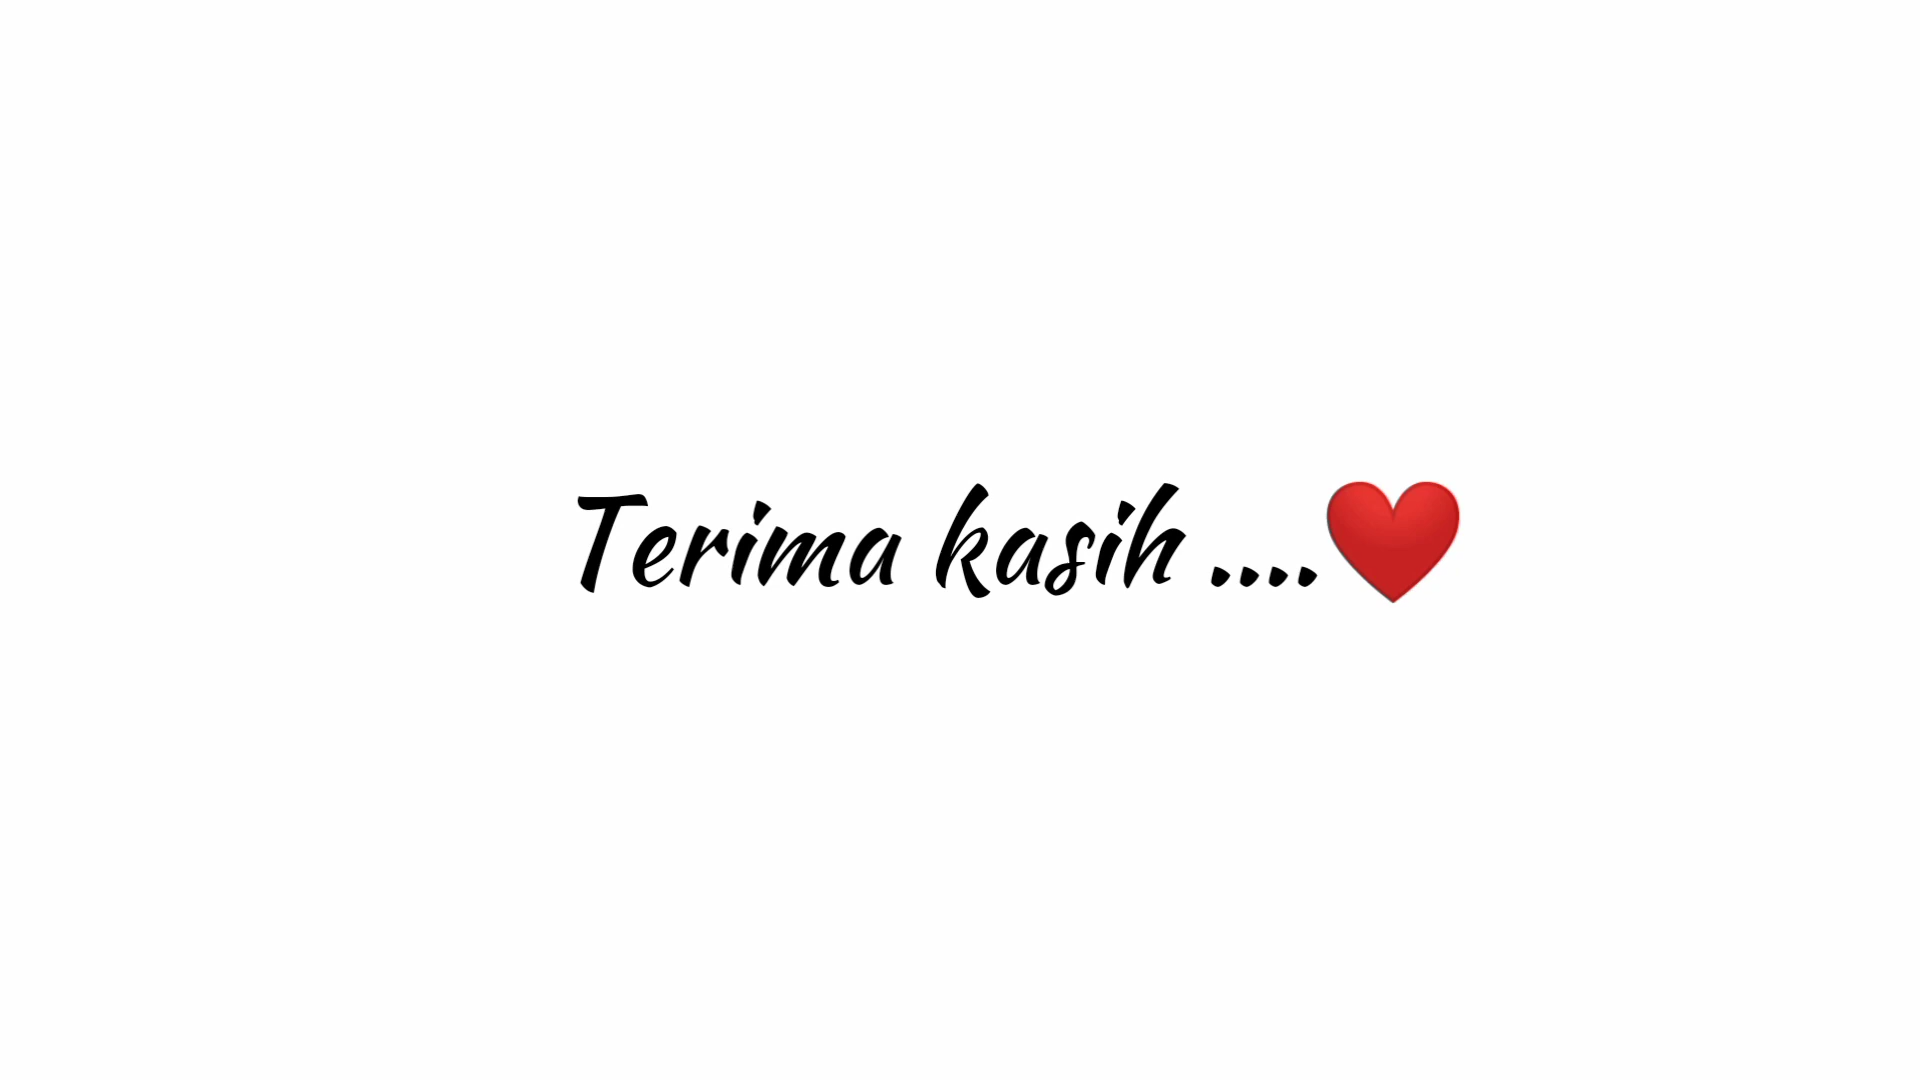 Terima kasih ....❤️